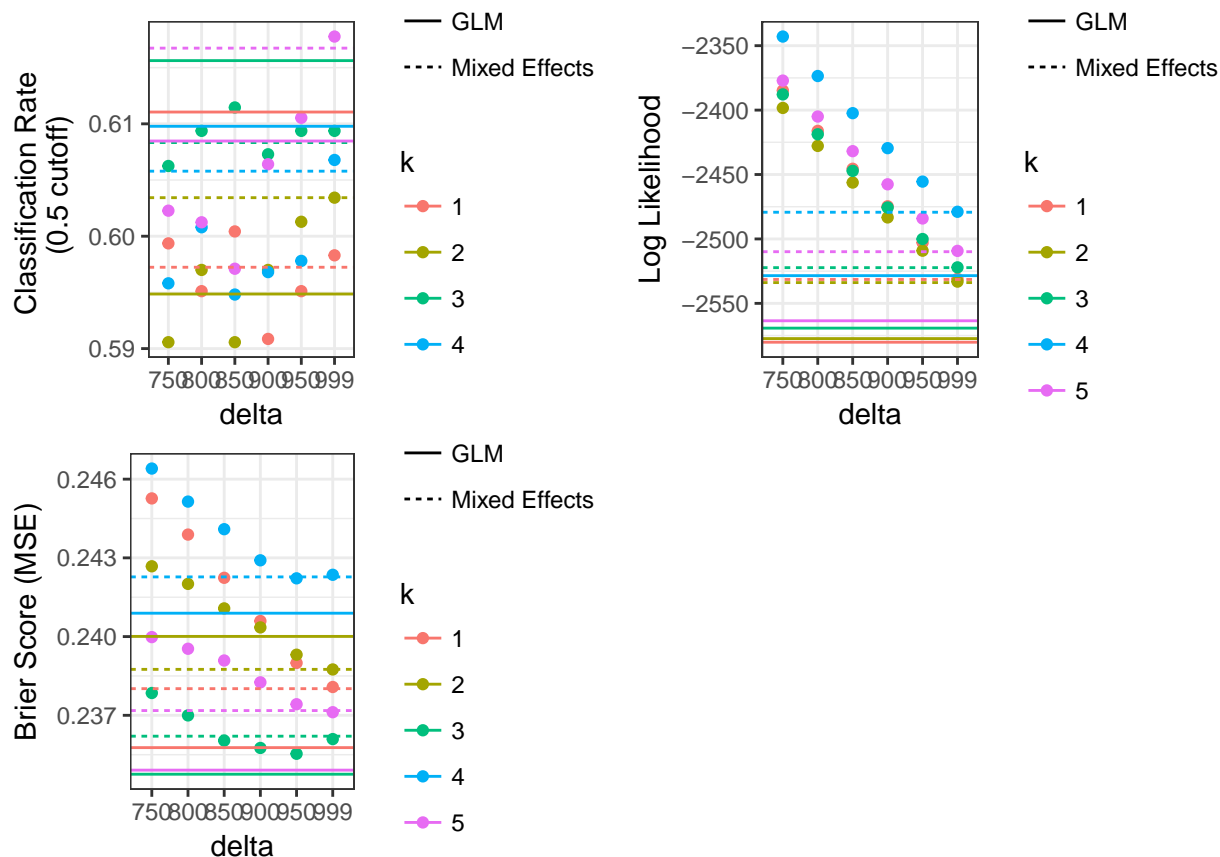 Classification Rate
(0.5 cutoff)
0.61
0.60
0.59
750
800
850
900
950
999
delta
GLM
Mixed Effects
k
1
2
3
4
Log Likelihood
−2350
−2400
−2450
−2500
−2550
750
800
850
900
950
999
delta
GLM
Mixed Effects
k
1
2
3
4
5
Brier Score (MSE)
0.246
0.243
0.240
0.237
750
800
850
900
950
999
delta
GLM
Mixed Effects
k
1
2
3
4
5